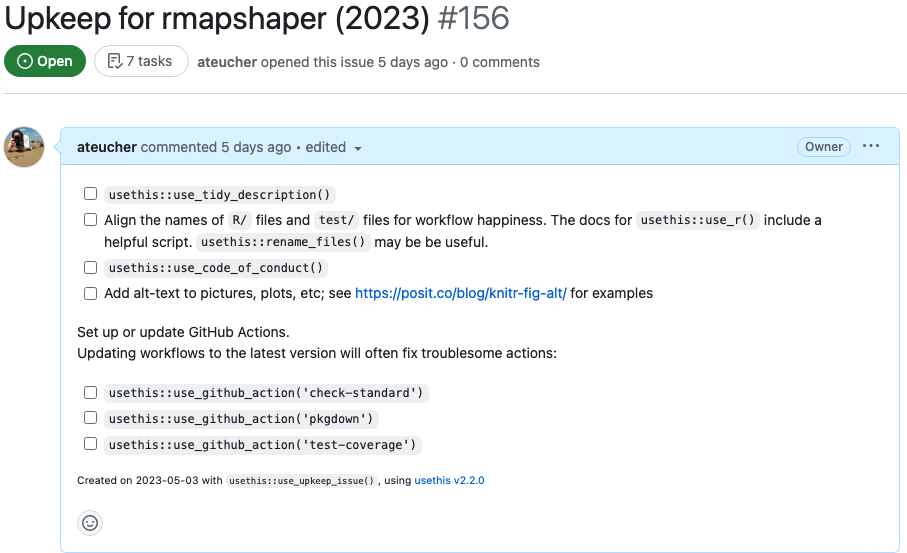 Upkeep for rmapshaper (2023) #156
Open 7 tasks ateucher opened this issue 5 days ago · 0 comments
ateucher commented 5 days ago • edited Owner ...
usethis::use_tidy_description()
Align the names of R/ files and test/ files for workflow happiness. The docs for usethis::use_r() include a
helpful script. usethis::rename_files() may be be useful.
usethis::use_code_of_conduct()
Add alt-text to pictures, plots, etc; see https://posit.co/blog/knitr-fig-alt/ for examples
Set up or update GitHub Actions.
Updating workflows to the latest version will often fix troublesome actions:
usethis::use_github_action('check-standard')
usethis::use_github_action('pkgdown')
usethis::use_github_action('test-coverage')
Created on 2023-05-03 with usethis::use_upkeep_issue(), using usethis v2.2.0